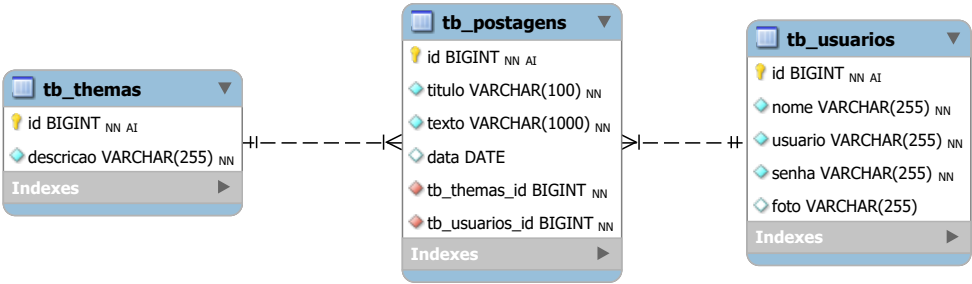 tb_themas
id BIGINT NN AI
descricao VARCHAR(255) NN
Indexes
tb_postagens
id BIGINT NN AI
titulo VARCHAR(100) NN
texto VARCHAR(1000) NN
data DATE
tb_themas_id BIGINT NN
tb_usuarios_id BIGINT NN
Indexes
tb_usuarios
id BIGINT NN AI
nome VARCHAR(255) NN
usuario VARCHAR(255) NN
senha VARCHAR(255) NN
foto VARCHAR(255)
Indexes